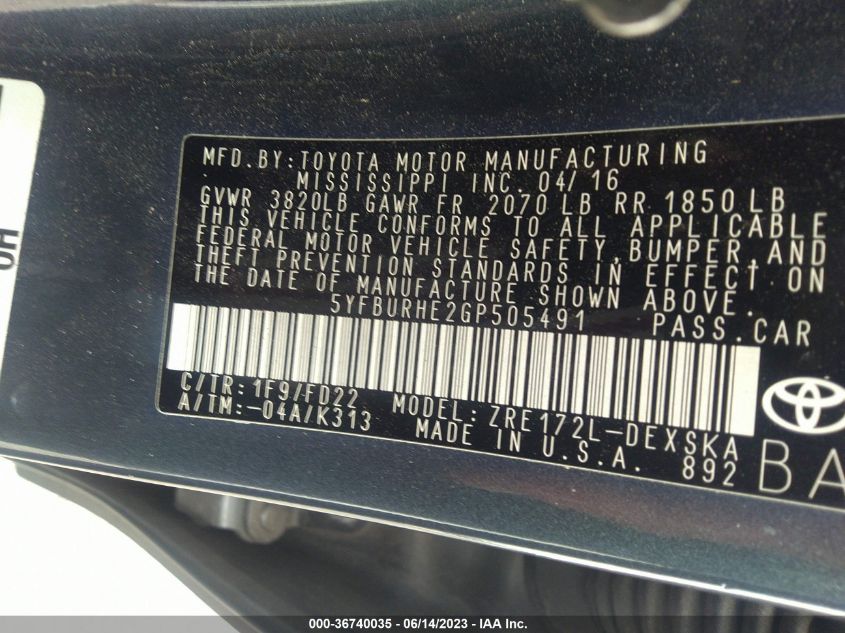 MFD.BY:TOYOTA MOTOR MANUFACTURING
MISSISSIPPI INC. 04/16
GVWR 3820LB GAWR FR 2070 LB RR 1850 LB
THIS VEHICLE CONFORMS TO ALL APPLICABLE
FEDERAL MOTOR VEHICLE SAFETY,BUMPER,AND
THEFT PREVENTION STANDARDS IN EFFECT ON
THE DATE OF MANUFACTURE SHOWN ABOVE.
5YFBURHE2GP505491 PASS.CAR
C/TR:1F9/FD22 MODEL:ZRE172L-DEXSKA
A/TM:-04A/K313 MADE IN U.S.A. 892
BA
000-36740035 / 06/14/2023 - IAA Inc.